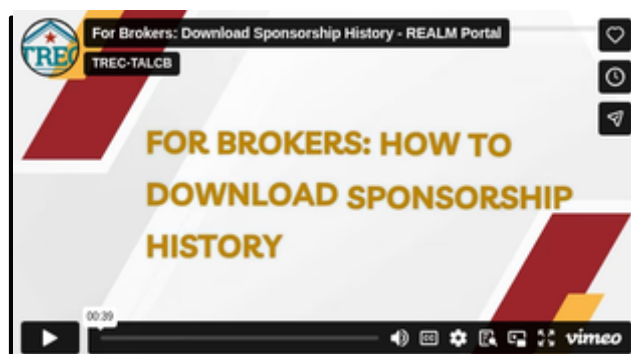 For Brokers: Download Sponsorship History - REALM Portal
TREC
TREC-TALCB
FOR BROKERS: HOW TO
DOWNLOAD SPONSORSHIP
HISTORY
00:39
CC
vimeo